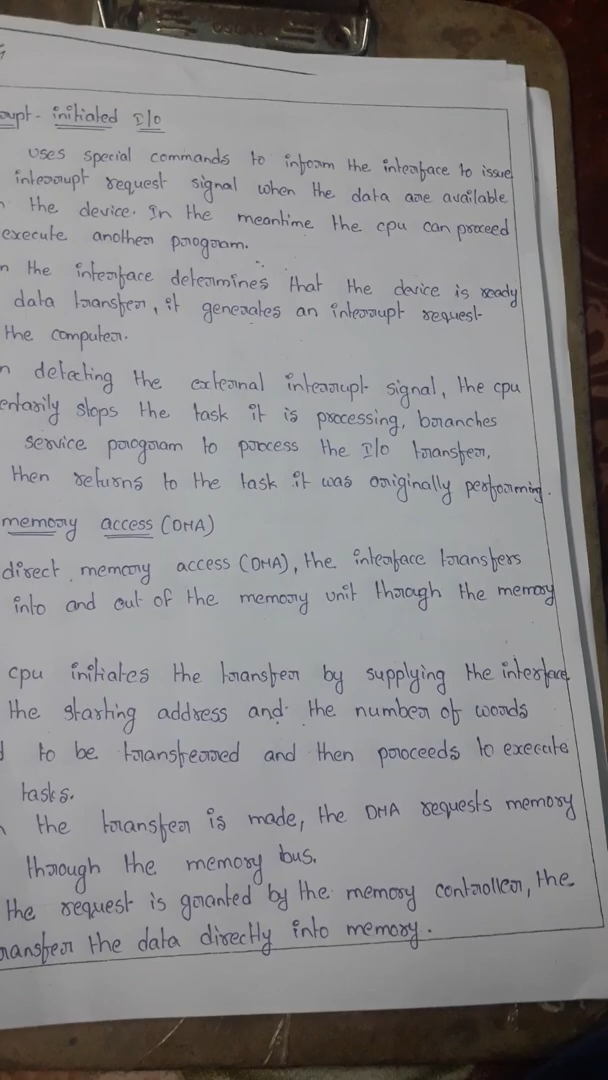 upt- initiated I/O
uses special commands to inform the interface to issue
interrupt request signal when the data are available
the device. In the meantime the cpu can proceed
execute another program.
n the interface determines that the device is ready
data transfer, it generates an interrupt request
the computer.
n detecting the external interrupt signal, the cpu
entarily stops the task it is processing, branches
service program to process the I/O transfer,
then returns to the task it was originally performing.
memory access (DMA)
direct memory access (DMA), the interface transfers
into and out of the memory unit through the memory
cpu initiates the transfer by supplying the interface
the starting address and the number of words
d to be transferred and then proceeds to execute
tasks.
n the transfer is made, the DMA requests memory
through the memory bus.
the request is granted by the memory controller, the
ransfer the data directly into memory.